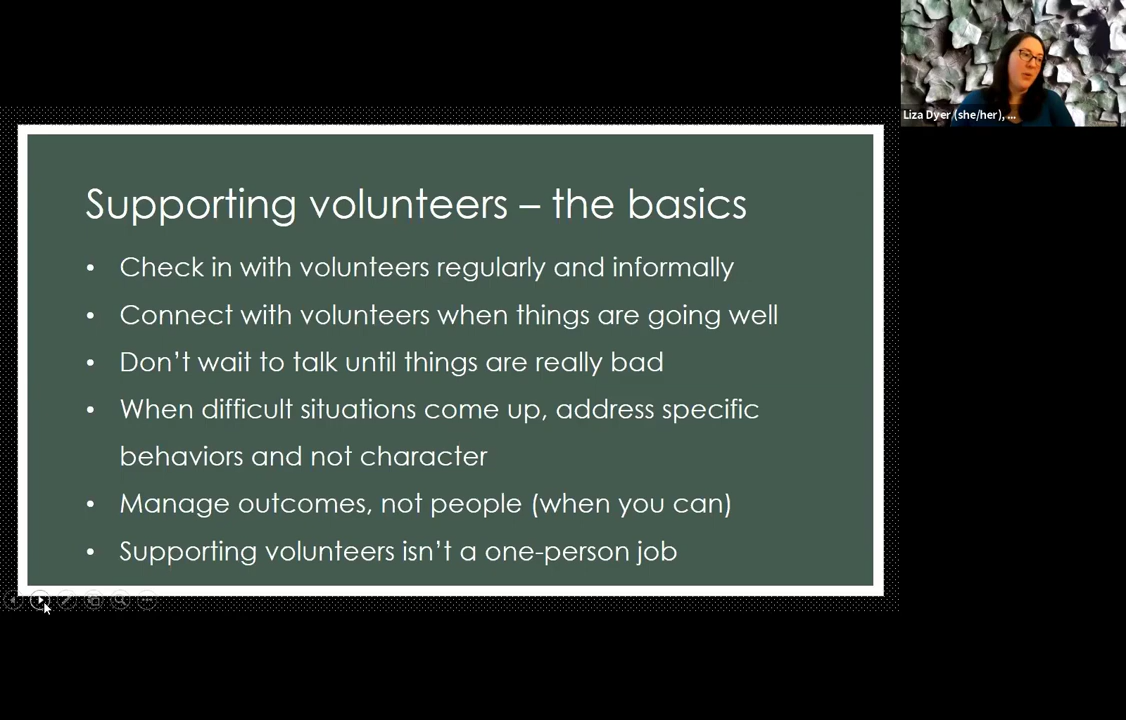 Liza Dyer (she/her), ...
Supporting volunteers – the basics
• Check in with volunteers regularly and informally
• Connect with volunteers when things are going well
• Don’t wait to talk until things are really bad
• When difficult situations come up, address specific
behaviors and not character
• Manage outcomes, not people (when you can)
• Supporting volunteers isn’t a one-person job